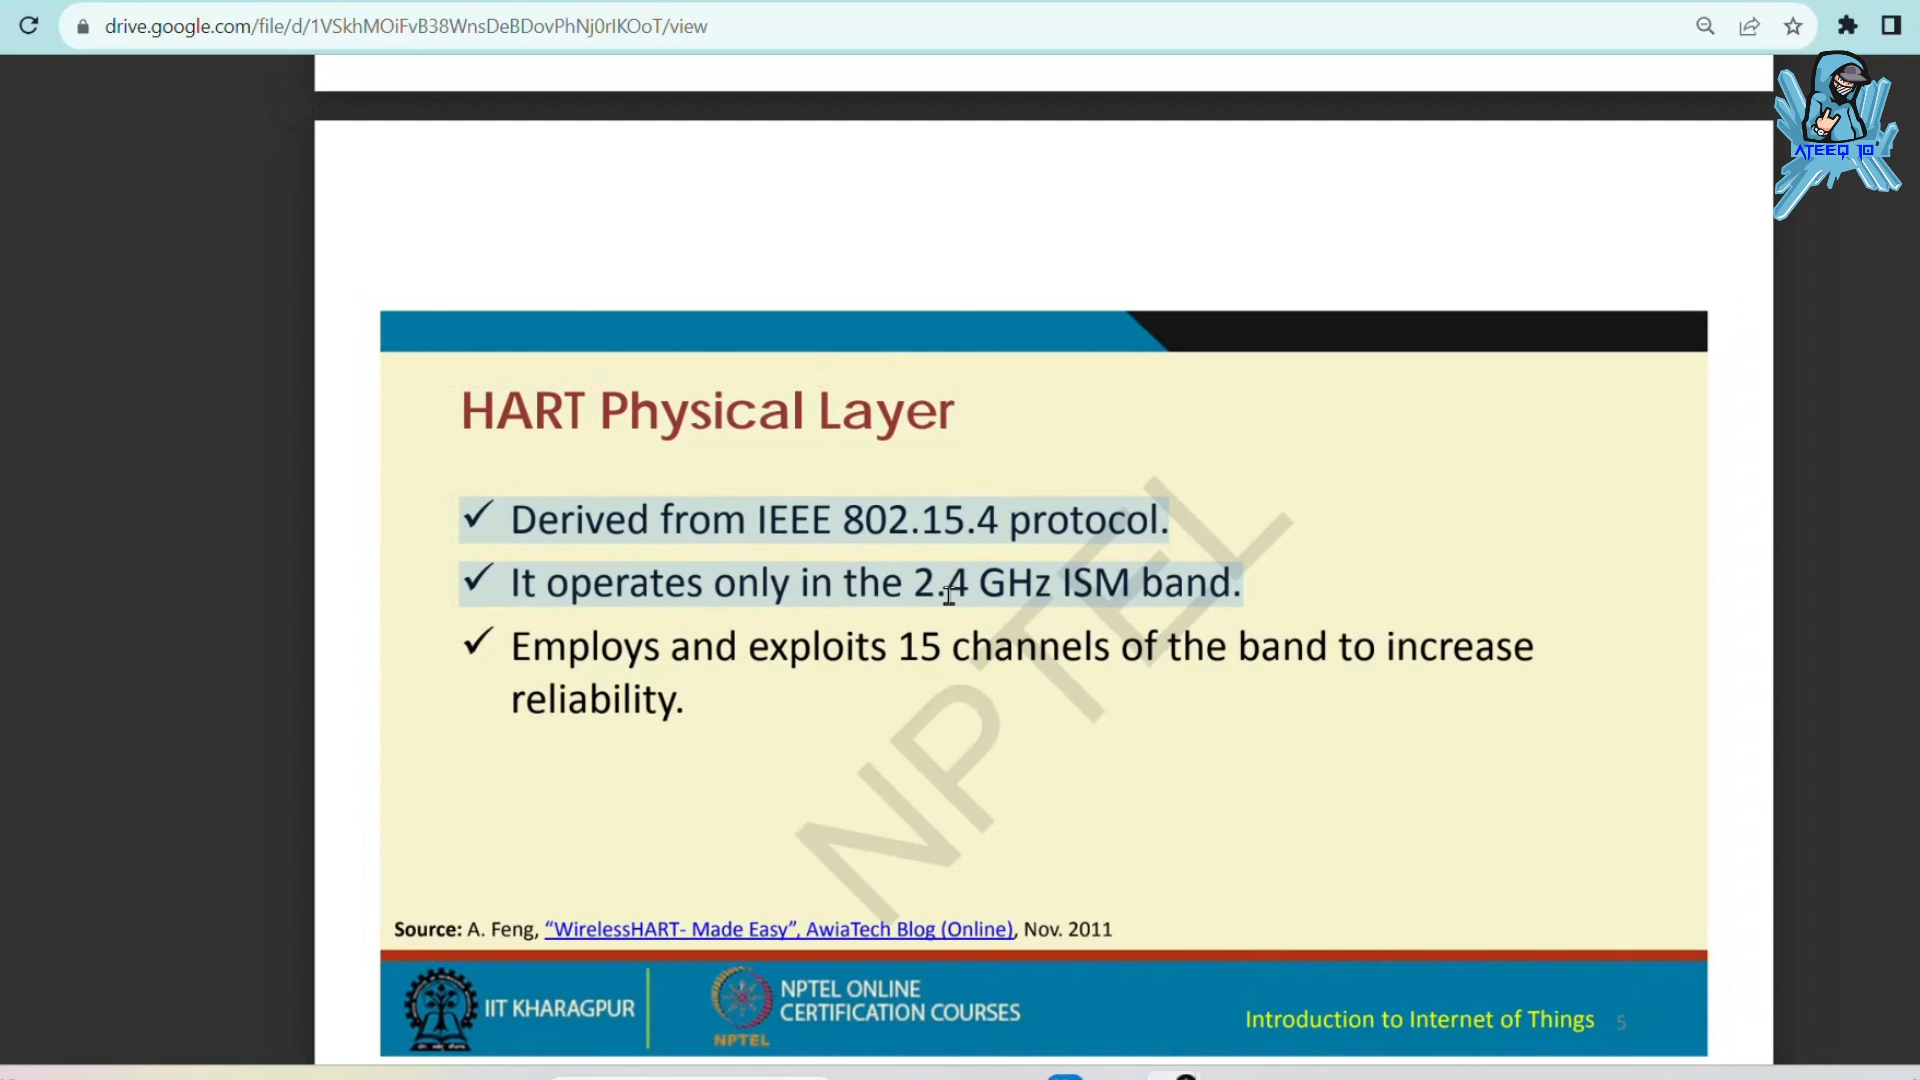 drive.google.com/file/d/1VSkhMOiFvB38WnsDeBDovPhNj0rIKOoT/view
ATEEQ 10
HART Physical Layer
✓ Derived from IEEE 802.15.4 protocol.
✓ It operates only in the 2.4 GHz ISM band.
✓ Employs and exploits 15 channels of the band to increase
reliability.
NPTEL
Source: A. Feng, “WirelessHART- Made Easy”, AwiaTech Blog (Online), Nov. 2011
IIT KHARAGPUR
NPTEL
NPTEL ONLINE
CERTIFICATION COURSES
Introduction to Internet of Things 5